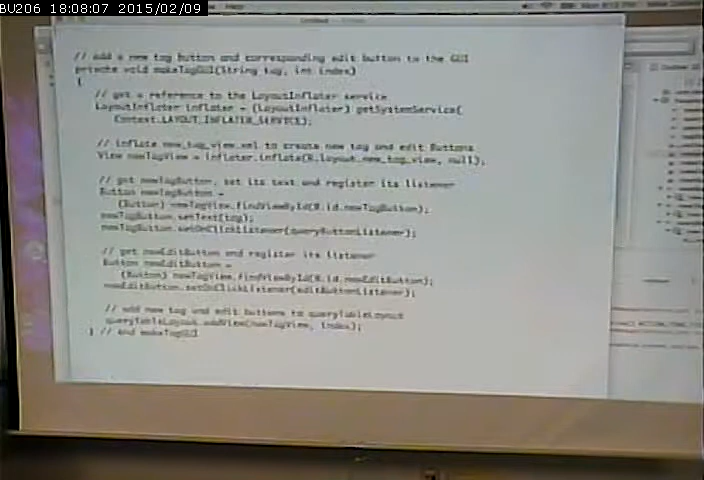 BU206 18:08:07 2015/02/09
Help
Untitled
// add a new tag button and corresponding edit button to the GUI
private void makeTagGUI(String tag, int index)
{
// get a reference to the LayoutInflater service
LayoutInflater inflater = (LayoutInflater) getSystemService(
Context.LAYOUT_INFLATER_SERVICE);
// inflate new_tag_view.xml to create new tag and edit Buttons
View newTagView = inflater.inflate(R.layout.new_tag_view, null);
// get newTagButton, set its text and register its listener
Button newTagButton =
(Button) newTagView.findViewById(R.id.newTagButton);
newTagButton.setText(tag);
newTagButton.setOnClickListener(queryButtonListener);
// get newEditButton and register its listener
Button newEditButton =
(Button) newTagView.findViewById(R.id.newEditButton);
newEditButton.setOnClickListener(editButtonListener);
// add new tag and edit buttons to queryTableLayout
queryTableLayout.addView(newTagView, index);
} // end makeTagGUI